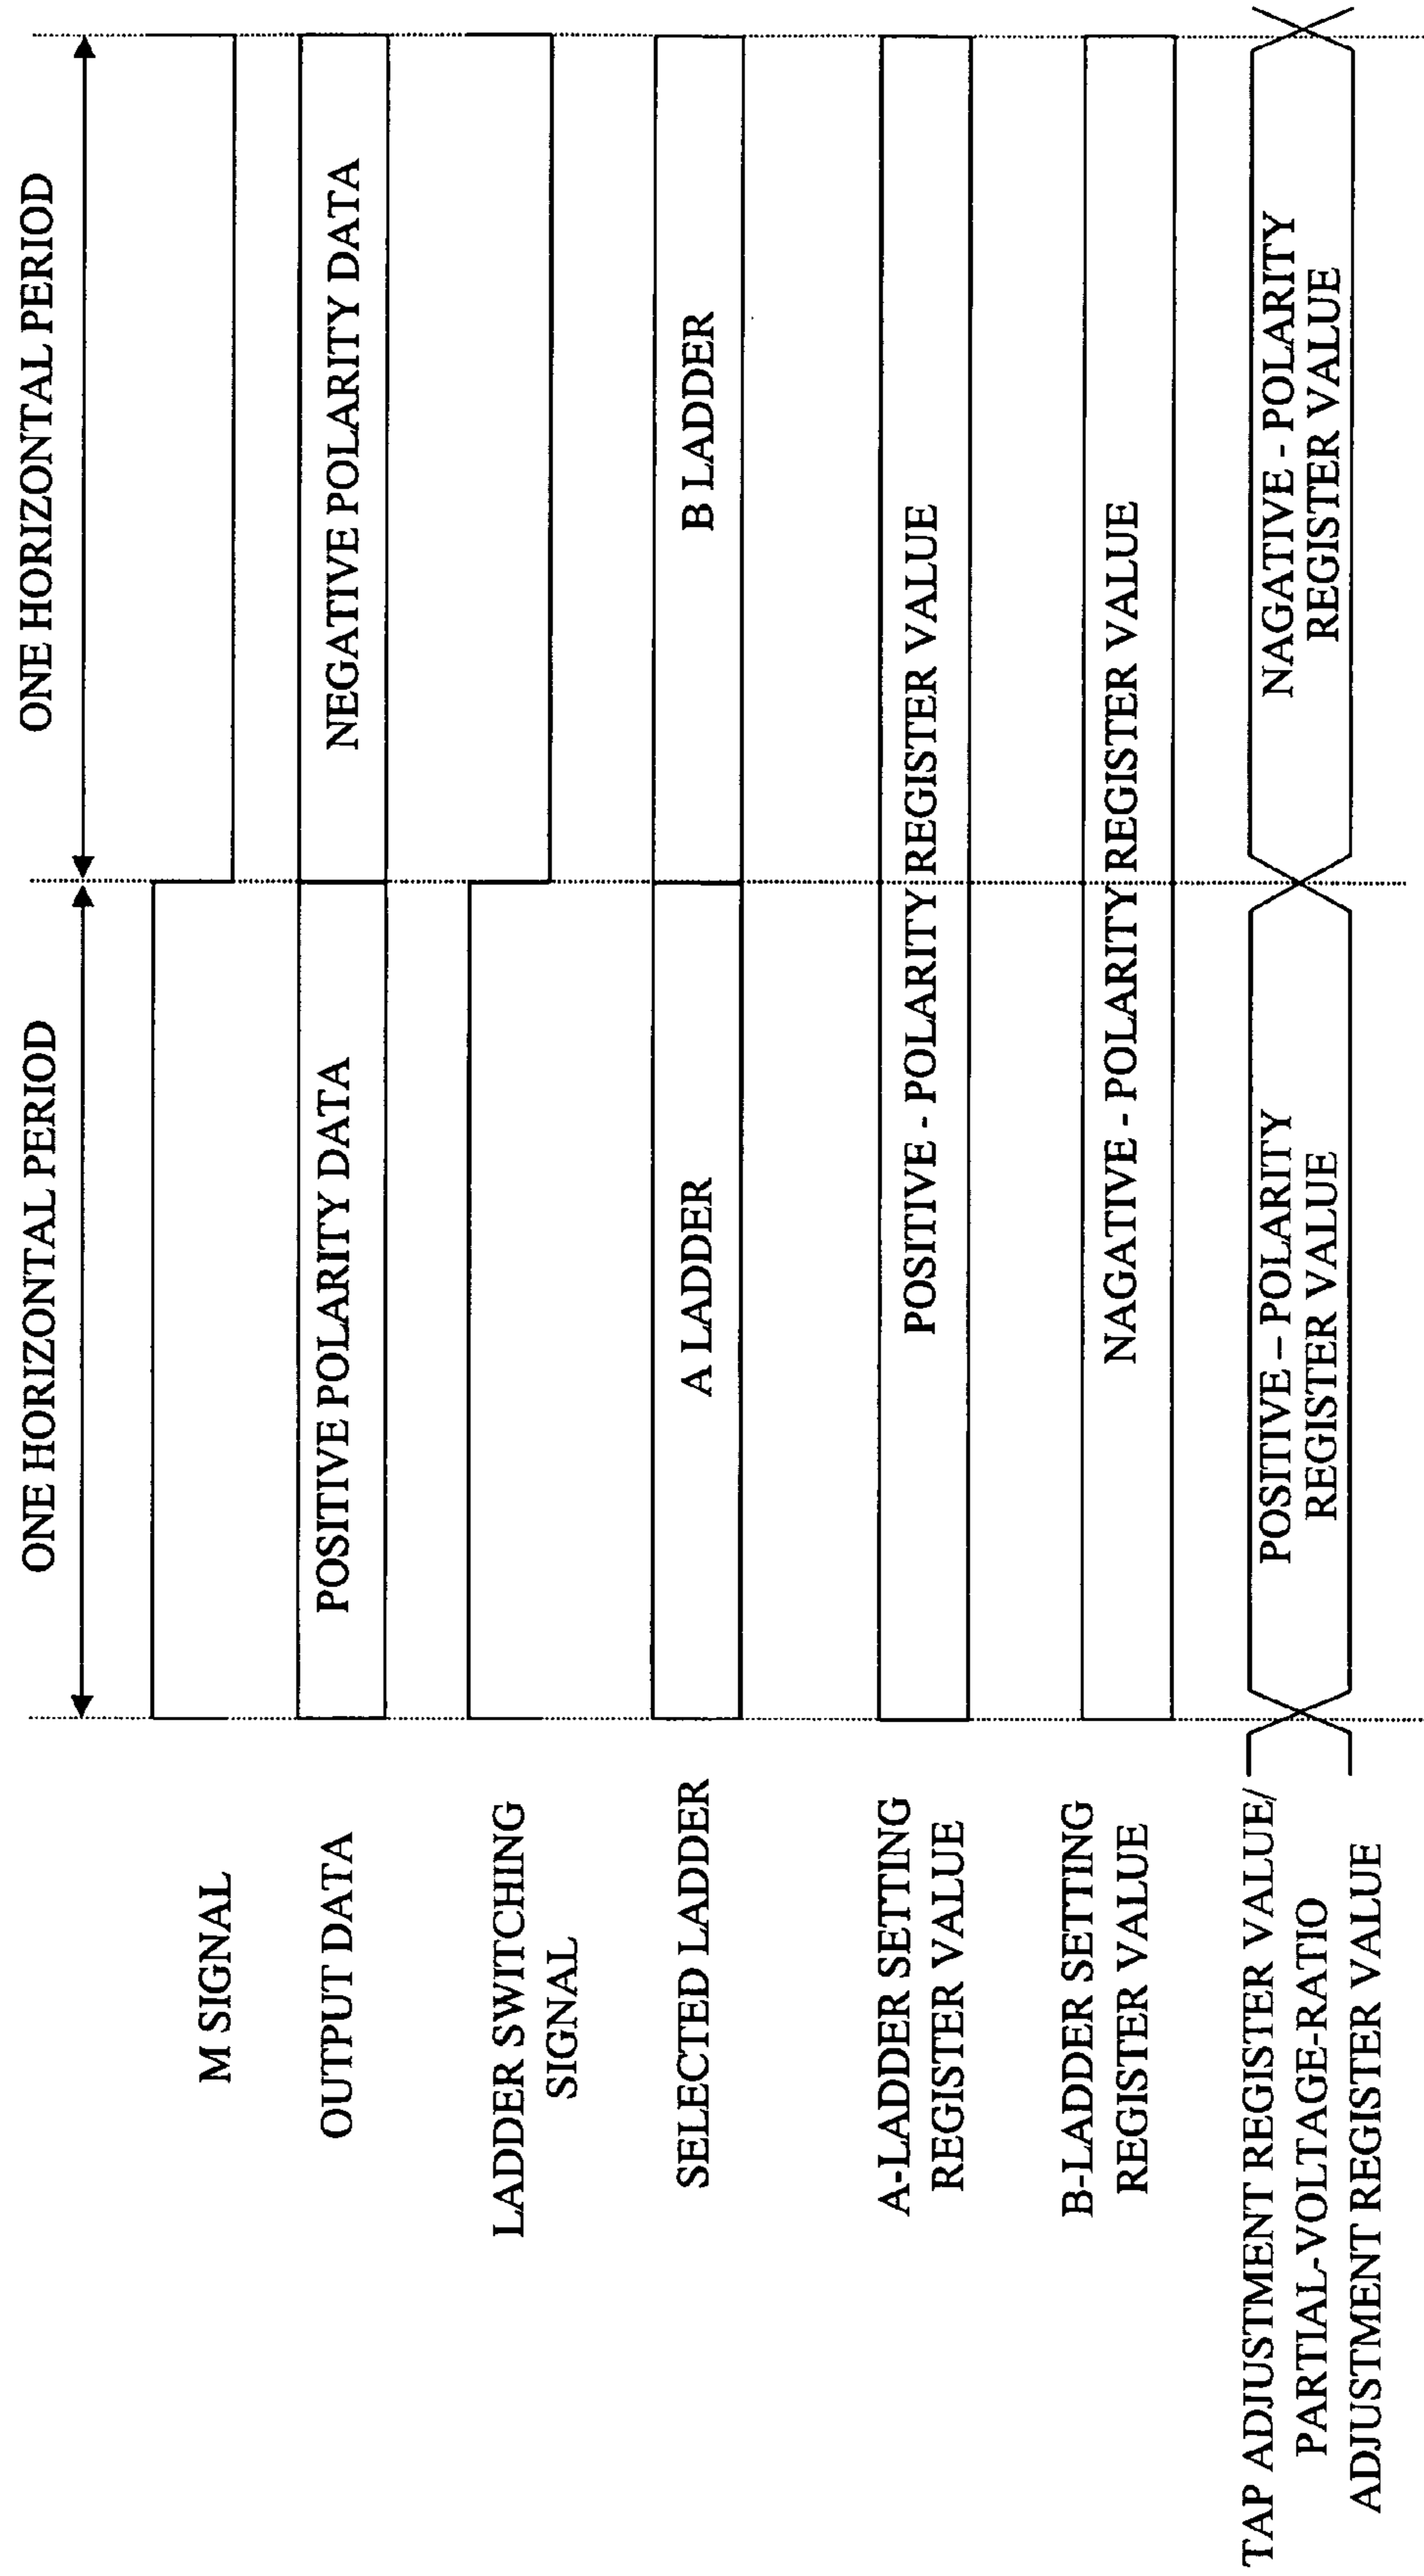 ONE HORIZONTAL PERIOD
ONE HORIZONTAL PERIOD
M SIGNAL
OUTPUT DATA
POSITIVE POLARITY DATA
NEGATIVE POLARITY DATA
LADDER SWITCHING
SIGNAL
SELECTED LADDER
A LADDER
B LADDER
A-LADDER SETTING
REGISTER VALUE
POSITIVE - POLARITY REGISTER VALUE
B-LADDER SETTING
REGISTER VALUE
NAGATIVE - POLARITY REGISTER VALUE
TAP ADJUSTMENT REGISTER VALUE/
PARTIAL-VOLTAGE-RATIO
ADJUSTMENT REGISTER VALUE
POSITIVE – POLARITY
REGISTER VALUE
NAGATIVE - POLARITY
REGISTER VALUE